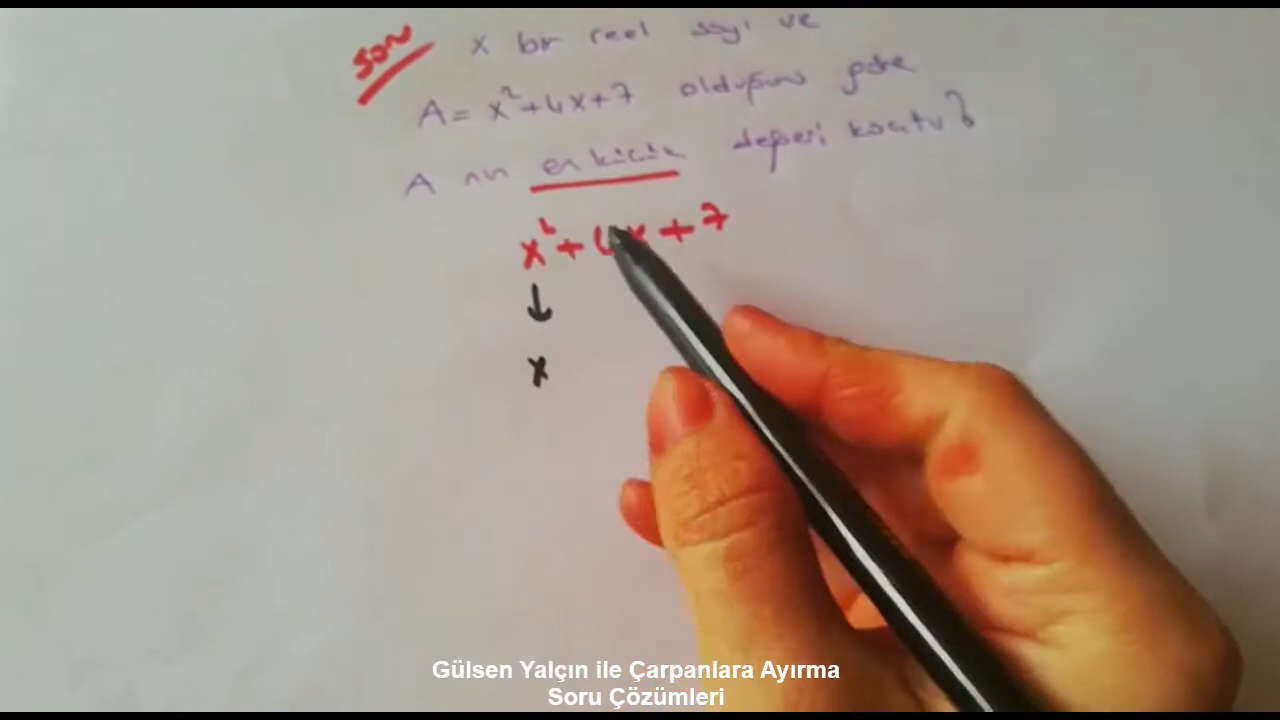 Soru x bir reel sayı ve
A = x²+4x+7 olduğuna göre
A nın en küçük değeri kaçtır?
x²+4x+7
↓
x
Gülsen Yalçın ile Çarpanlara Ayırma
Soru Çözümleri